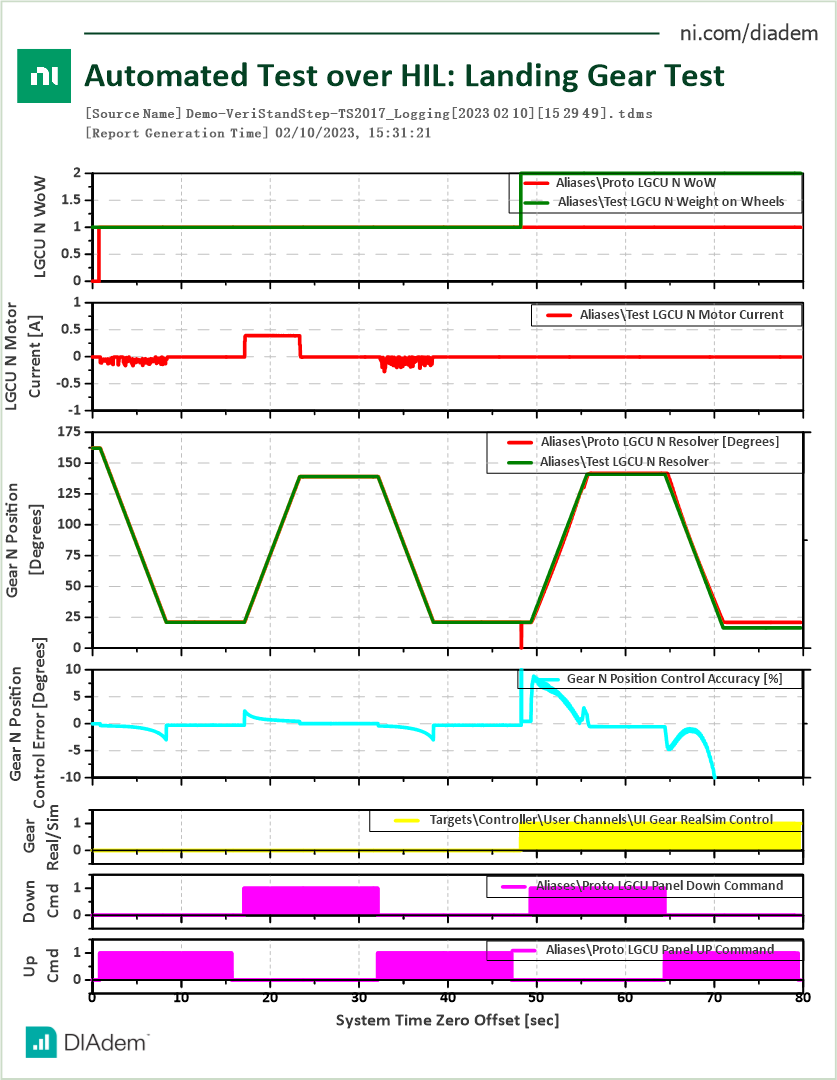 ni.com/diadem
ni
Automated Test over HIL: Landing Gear Test
[Source Name] Demo-VeriStandStep-TS2017_Logging[2023 02 10][15 29 49].tdms
[Report Generation Time] 02/10/2023, 15:31:21
LGCU N WoW
2
1.5
1
0.5
0
Aliases\Proto LGCU N WoW
Aliases\Test LGCU N Weight on Wheels
LGCU N Motor
Current [A]
1
0.5
0
-0.5
-1
Aliases\Test LGCU N Motor Current
Gear N Position
[Degrees]
175
150
125
100
75
50
25
0
Aliases\Proto LGCU N Resolver [Degrees]
Aliases\Test LGCU N Resolver
Gear N Position
Control Error [Degrees]
10
5
0
-5
-10
Gear N Position Control Accuracy [%]
Gear
Real/Sim
1
0
Targets\Controller\User Channels\UI Gear RealSim Control
Down
Cmd
1
0
Aliases\Proto LGCU Panel Down Command
Up
Cmd
1
0
Aliases\Proto LGCU Panel UP Command
0 10 20 30 40 50 60 70 80
System Time Zero Offset [sec]
DIAdem™